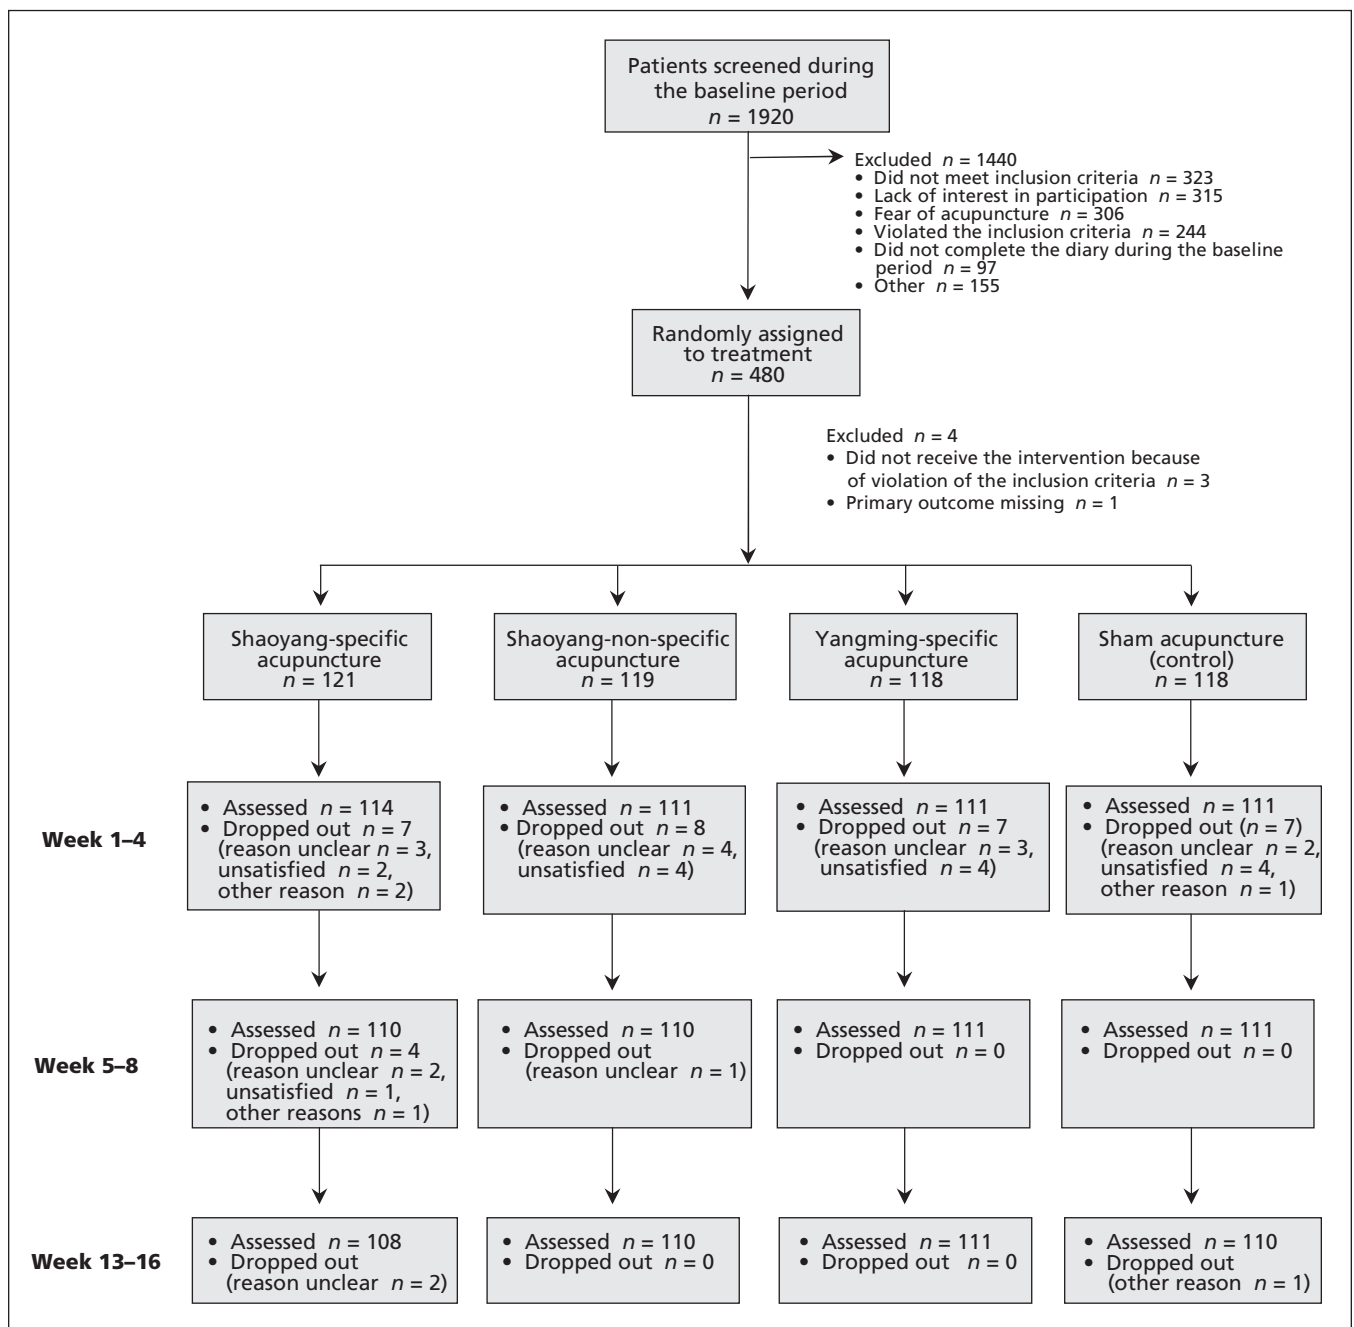 Patients screened during
the baseline period
n = 1920
Excluded n = 1440
• Did not meet inclusion criteria n = 323
• Lack of interest in participation n = 315
• Fear of acupuncture n = 306
• Violated the inclusion criteria n = 244
• Did not complete the diary during the baseline
period n = 97
• Other n = 155
Randomly assigned
to treatment
n = 480
Excluded n = 4
• Did not receive the intervention because
of violation of the inclusion criteria n = 3
• Primary outcome missing n = 1
Shaoyang-specific
acupuncture
n = 121
Shaoyang-non-specific
acupuncture
n = 119
Yangming-specific
acupuncture
n = 118
Sham acupuncture
(control)
n = 118
Week 1–4
• Assessed n = 114
• Dropped out n = 7
(reason unclear n = 3,
unsatisfied n = 2,
other reason n = 2)
• Assessed n = 111
• Dropped out n = 8
(reason unclear n = 4,
unsatisfied n = 4)
• Assessed n = 111
• Dropped out n = 7
(reason unclear n = 3,
unsatisfied n = 4)
• Assessed n = 111
• Dropped out (n = 7)
(reason unclear n = 2,
unsatisfied n = 4,
other reason n = 1)
Week 5–8
• Assessed n = 110
• Dropped out n = 4
(reason unclear n = 2,
unsatisfied n = 1,
other reasons n = 1)
• Assessed n = 110
• Dropped out
(reason unclear n = 1)
• Assessed n = 111
• Dropped out n = 0
• Assessed n = 111
• Dropped out n = 0
Week 13–16
• Assessed n = 108
• Dropped out
(reason unclear n = 2)
• Assessed n = 110
• Dropped out n = 0
• Assessed n = 111
• Dropped out n = 0
• Assessed n = 110
• Dropped out
(other reason n = 1)